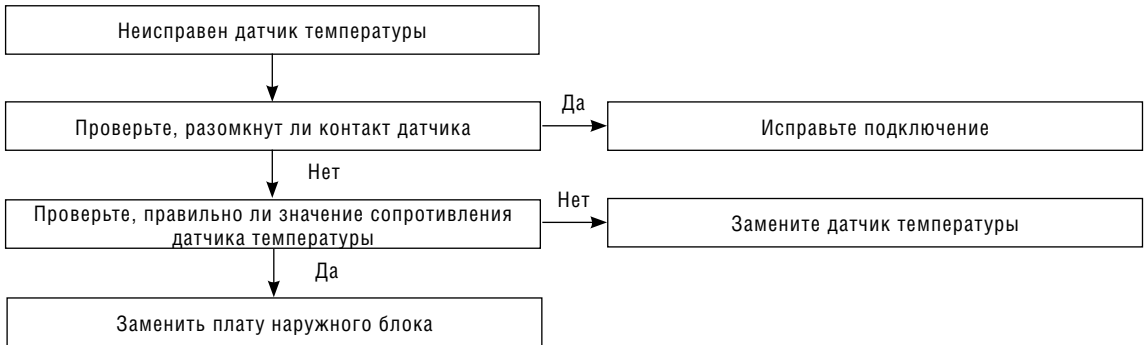 Неисправен датчик температуры
Проверьте, разомкнут ли контакт датчика
Да
Исправьте подключение
Нет
Проверьте, правильно ли значение сопротивления
датчика температуры
Нет
Замените датчик температуры
Да
Заменить плату наружного блока